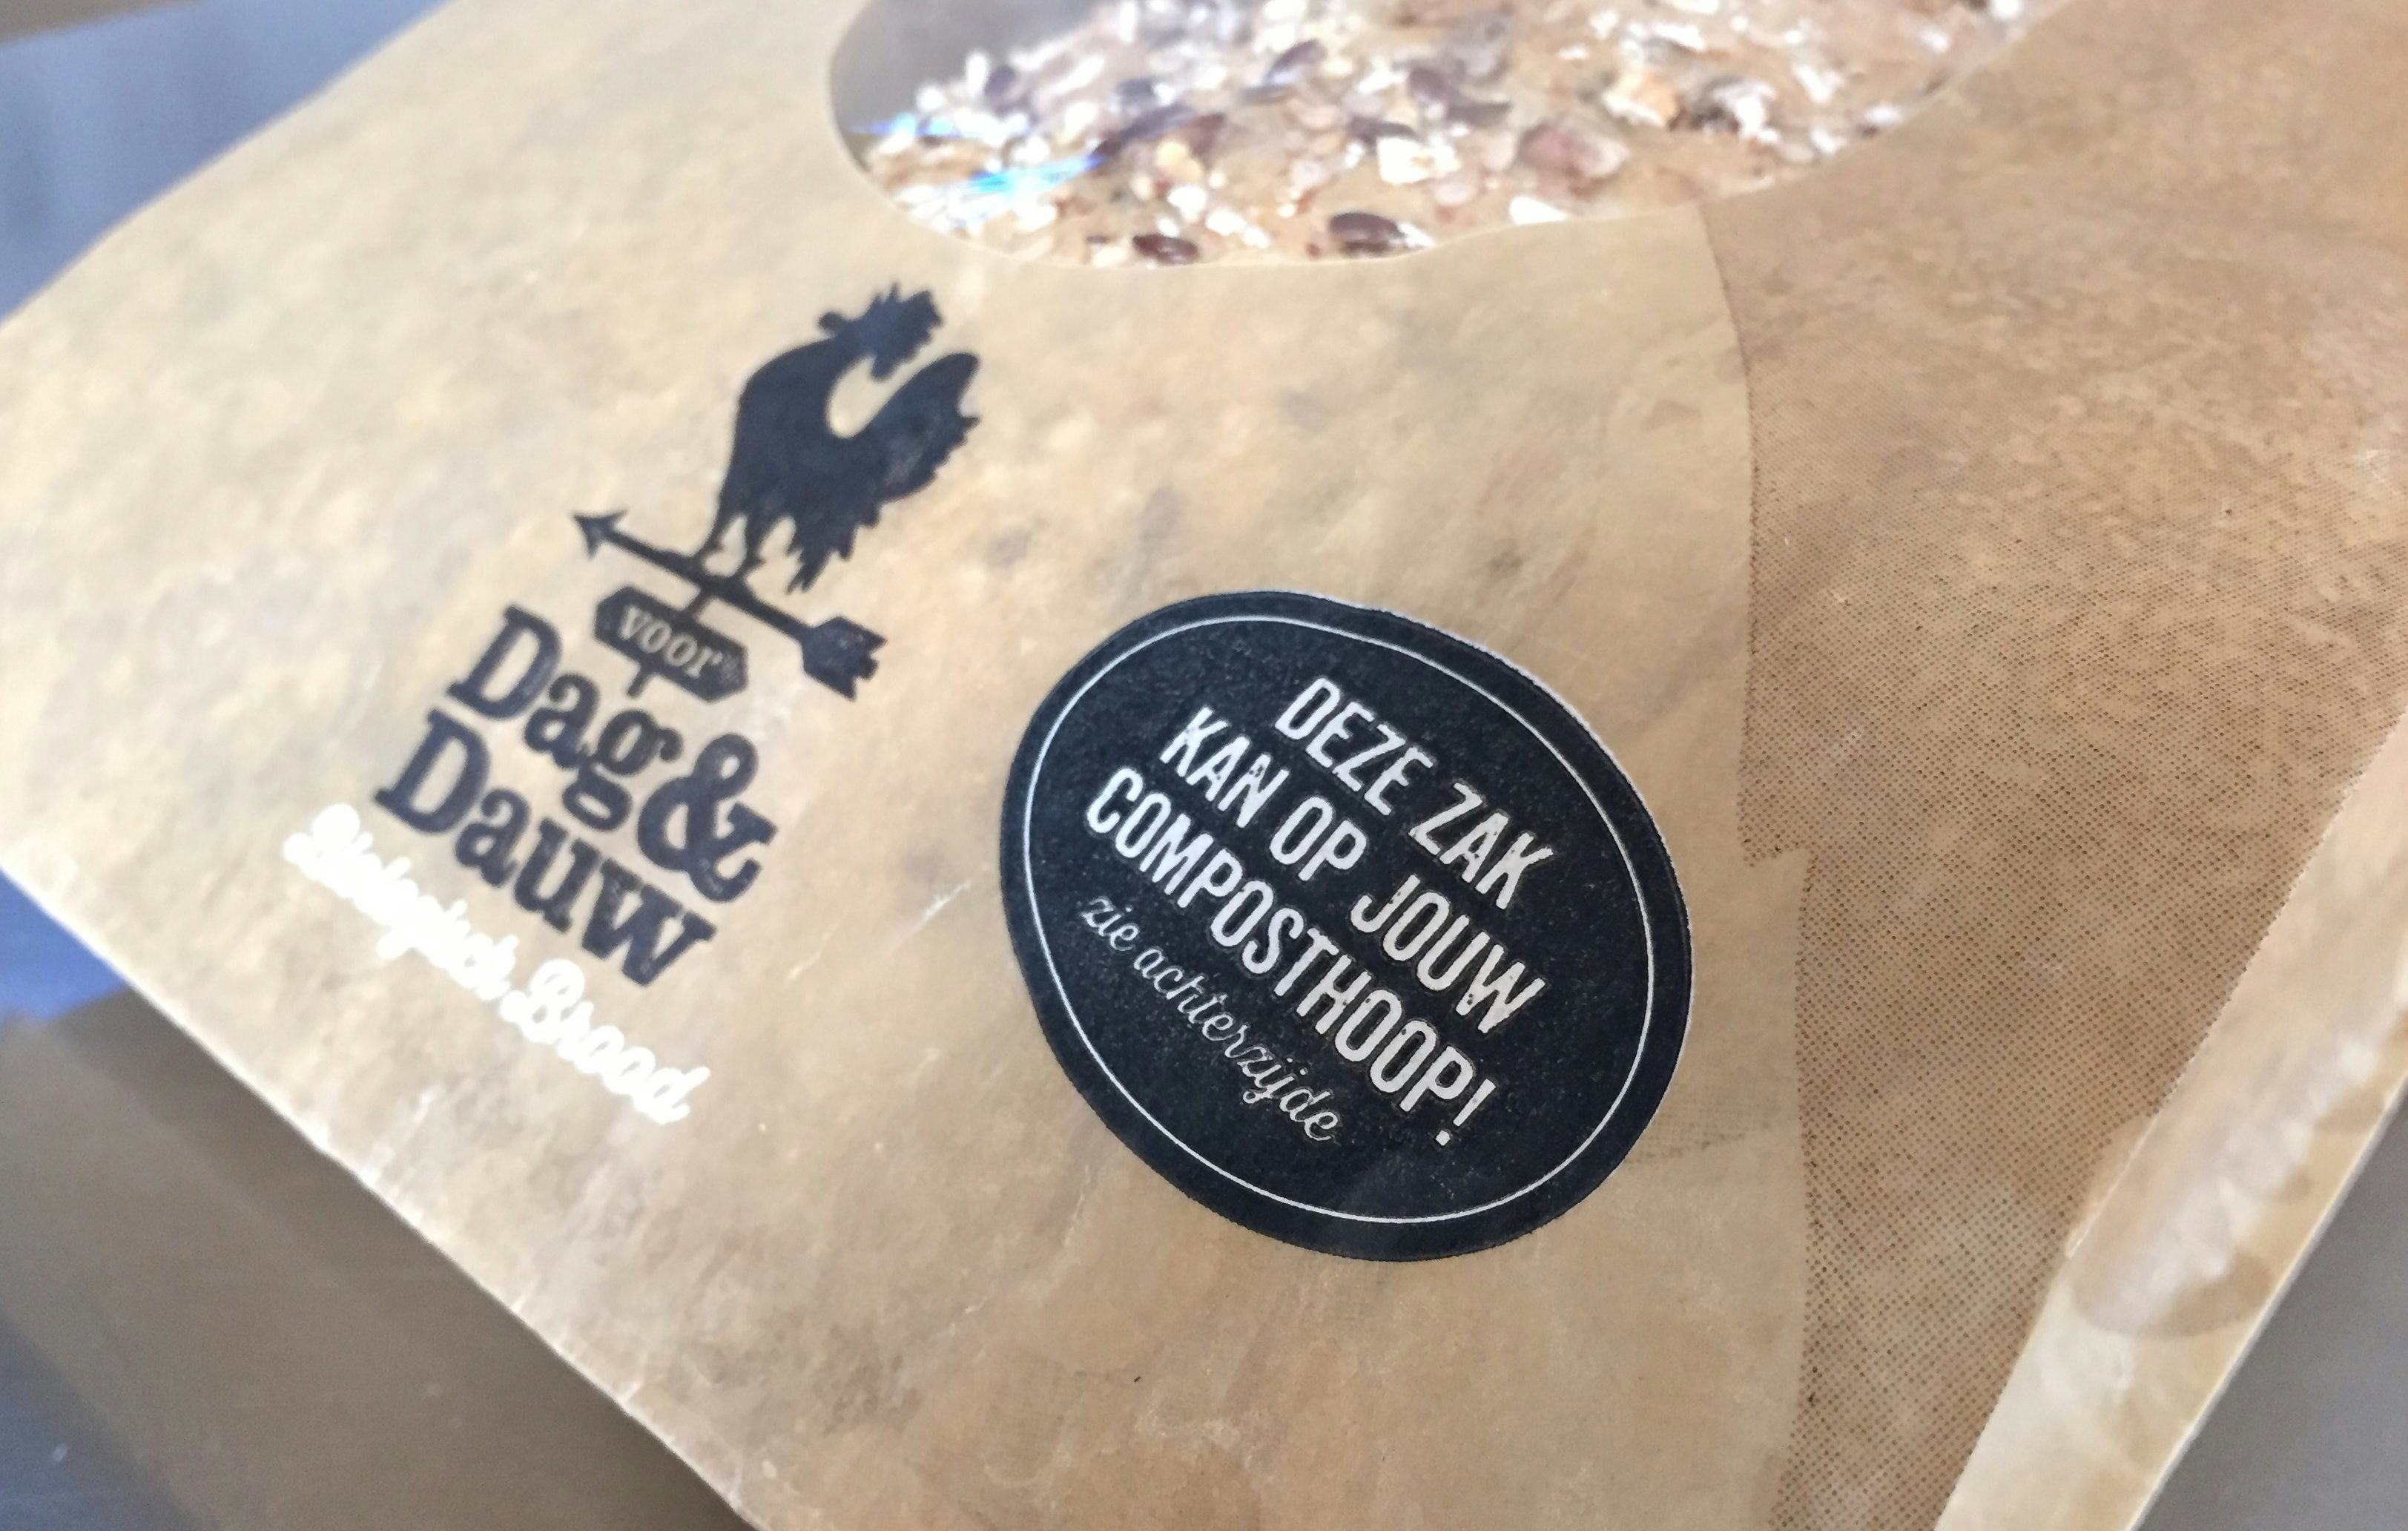 voor
Dag &
Dauw
Biologisch Brood
DEZE ZAK
KAN OP JOUW
COMPOSTHOOP!
zie achterzijde